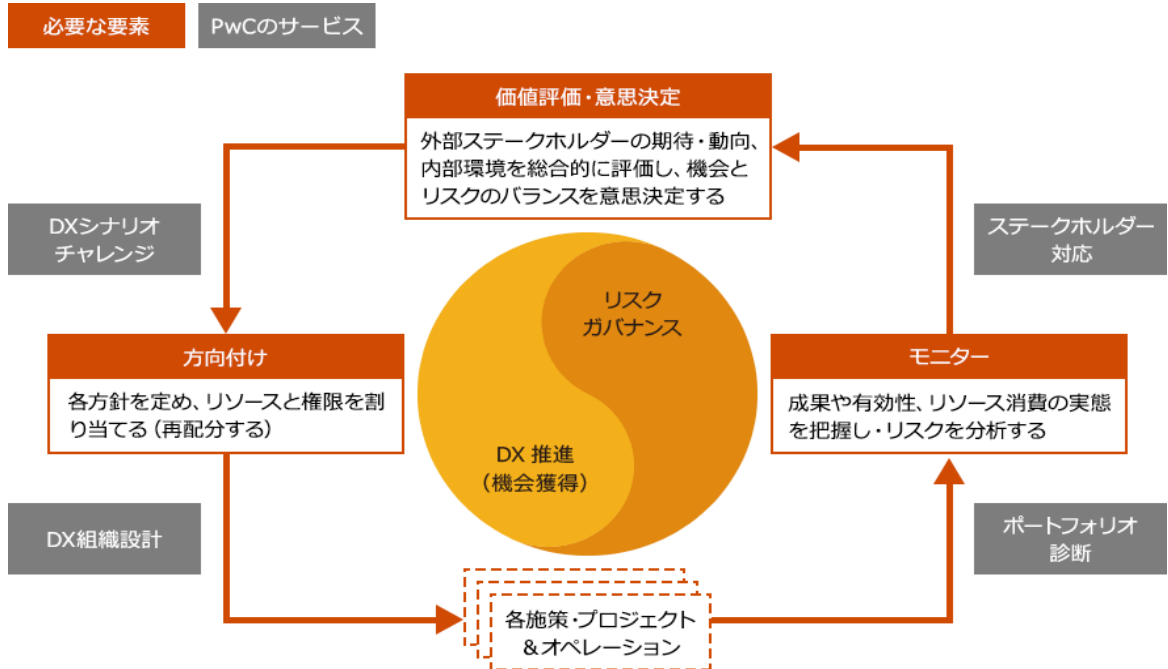 必要な要素
PwCのサービス
価値評価・意思決定
外部ステークホルダーの期待・動向、
内部環境を総合的に評価し、機会と
リスクのバランスを意思決定する
DXシナリオ
チャレンジ
ステークホルダー
対応
リスク
ガバナンス
方向付け
各方針を定め、リソースと権限を割
り当てる（再配分する）
モニター
成果や有効性、リソース消費の実態
を把握し・リスクを分析する
DX 推進
（機会獲得）
DX組織設計
ポートフォリオ
診断
各施策・プロジェクト
＆オペレーション